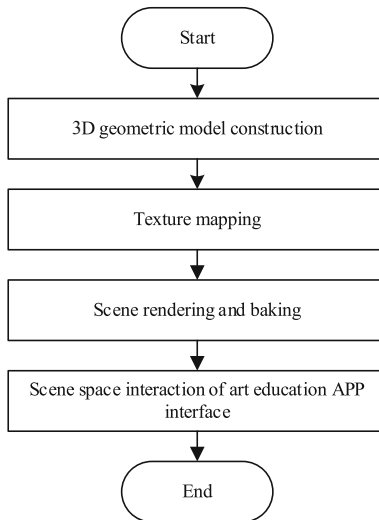 Start
3D geometric model construction
Texture mapping
Scene rendering and baking
Scene space interaction of art education APP
interface
End